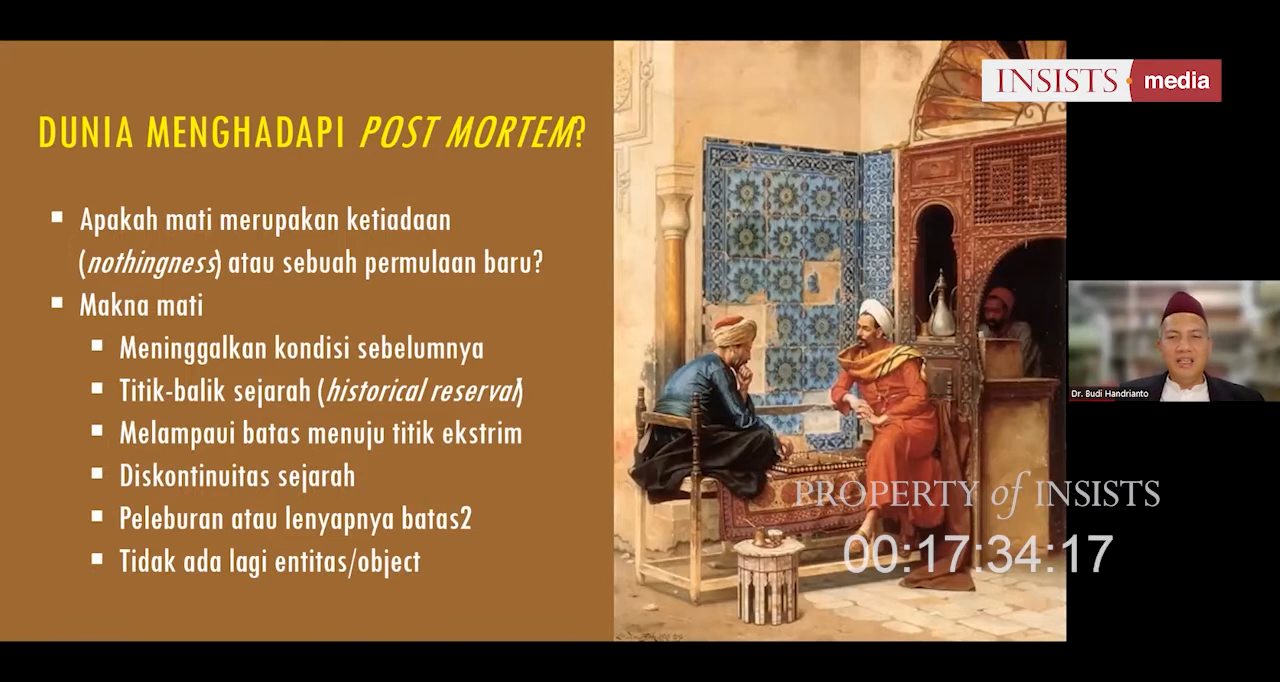 INSISTS media
DUNIA MENGHADAPI POST MORTEM?
Apakah mati merupakan ketiadaan
(nothingness) atau sebuah permulaan baru?
Makna mati
Meninggalkan kondisi sebelumnya
Titik-balik sejarah (historical reserval)
Melampaui batas menuju titik ekstrim
Diskontinuitas sejarah
Peleburan atau lenyapnya batas2
Tidak ada lagi entitas/object
Dr. Budi Handrianto
PROPERTY of INSISTS
00:17:34:17